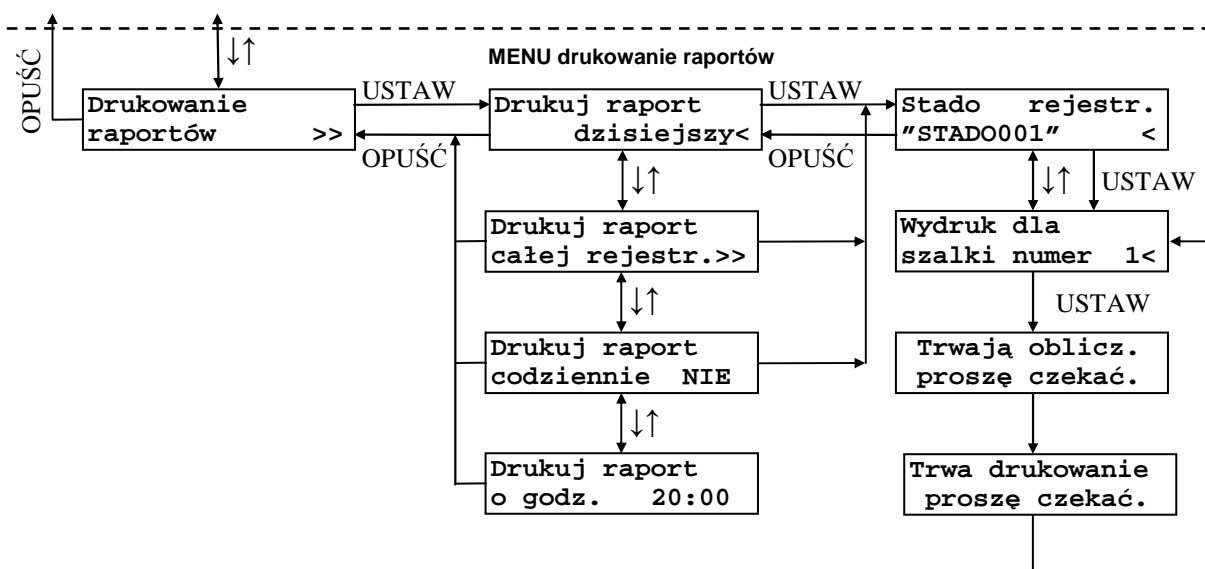 MENU drukowanie raportów
OPUŚĆ
↓↑
Drukowanie
raportów >>
USTAW
OPUŚĆ
Drukuj raport
dzisiejszy<
USTAW
OPUŚĆ
Stado rejestr.
"STADO001" <
↓↑
↓↑ USTAW
Drukuj raport
całej rejestr.>>
Wydruk dla
szalki numer 1<
↓↑
USTAW
Drukuj raport
codziennie NIE
Trwają oblicz.
proszę czekać.
↓↑
Drukuj raport
o godz. 20:00
Trwa drukowanie
proszę czekać.